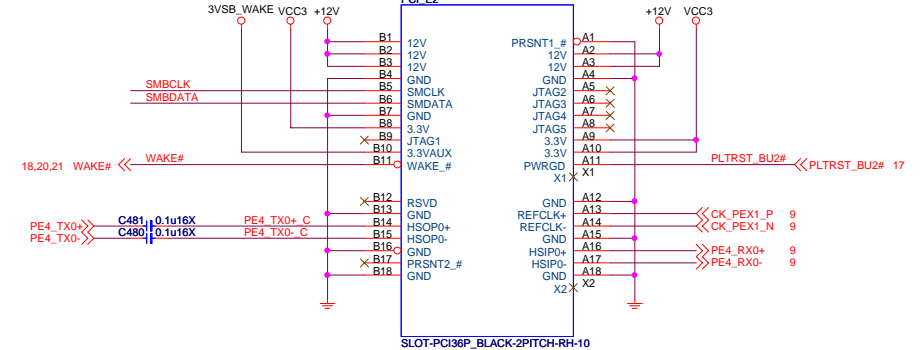 PCI_E2
3VSB_WAKE VCC3 +12V
+12V VCC3
B1 12V PRSNT1_# A1
B2 12V 12V A2
B3 12V 12V A3
B4 GND GND A4
SMBCLK B5 SMCLK JTAG2 A5
SMBDATA B6 SMDATA JTAG3 A6
B7 GND JTAG4 A7
B8 3.3V JTAG5 A8
B9 JTAG1 3.3V A9
B10 3.3VAUX 3.3V A10
18,20,21 WAKE# WAKE# B11 WAKE_# PWRGD A11 PLTRST_BU2# PLTRST_BU2# 17
X1 X1
B12 RSVD GND A12
B13 GND REFCLK+ A13 CK_PEX1_P 9
PE4_TX0+ C481 0.1u16X PE4_TX0+_C B14 HSOP0+ REFCLK- A14 CK_PEX1_N 9
PE4_TX0- C480 0.1u16X PE4_TX0-_C B15 HSOP0- GND A15
B16 GND HSIP0+ A16 PE4_RX0+ 9
B17 PRSNT2_# HSIP0- A17 PE4_RX0- 9
B18 GND GND A18
X2 X2
SLOT-PCI36P_BLACK-2PITCH-RH-10